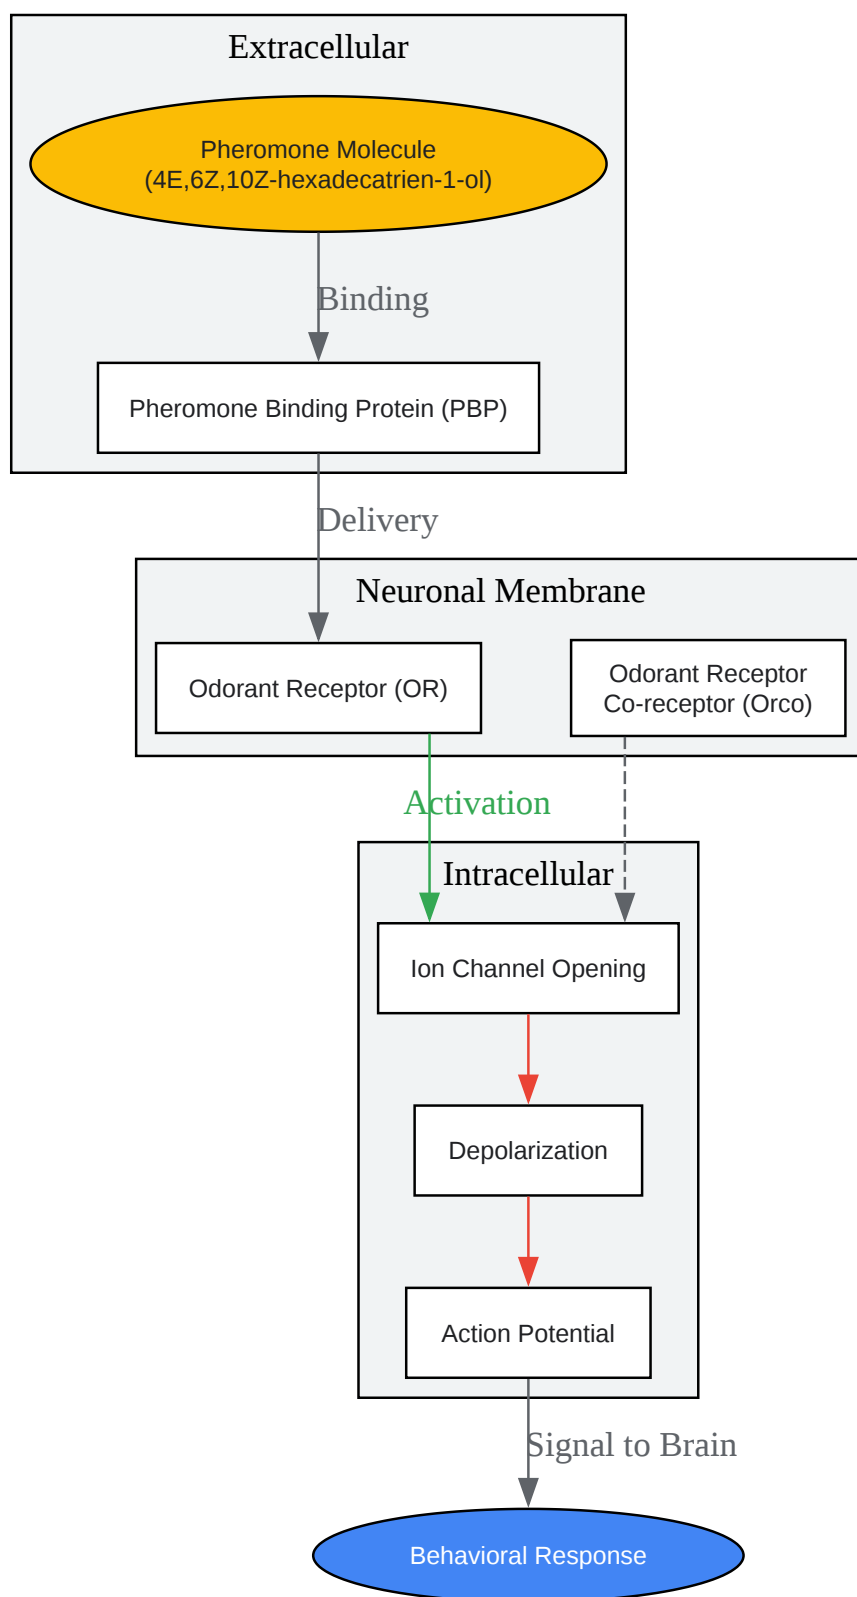 Extracellular
Pheromone Molecule
(4E,6Z,10Z-hexadecatrien-1-ol)
Binding
Pheromone Binding Protein (PBP)
Delivery
Neuronal Membrane
Odorant Receptor (OR)
Odorant Receptor
Co-receptor (Orco)
Activation
Intracellular
Ion Channel Opening
Depolarization
Action Potential
Signal to Brain
Behavioral Response